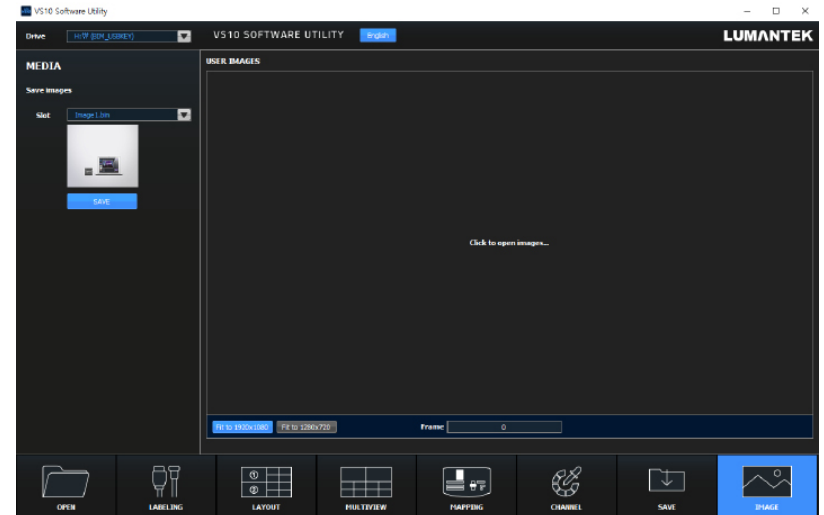 VS10 Software Utility
Drive
VS10 SOFTWARE UTILITY
English
LUMANTEK
MEDIA
USER IMAGES
Save images
Slot
Image1.bin
SAVE
Click to open images...
Fit to 1920x1080
Fit to 1280x720
Frame
0
OPEN
LABELING
LAYOUT
MULTIVIEW
MAPPING
CHANNEL
SAVE
IMAGE